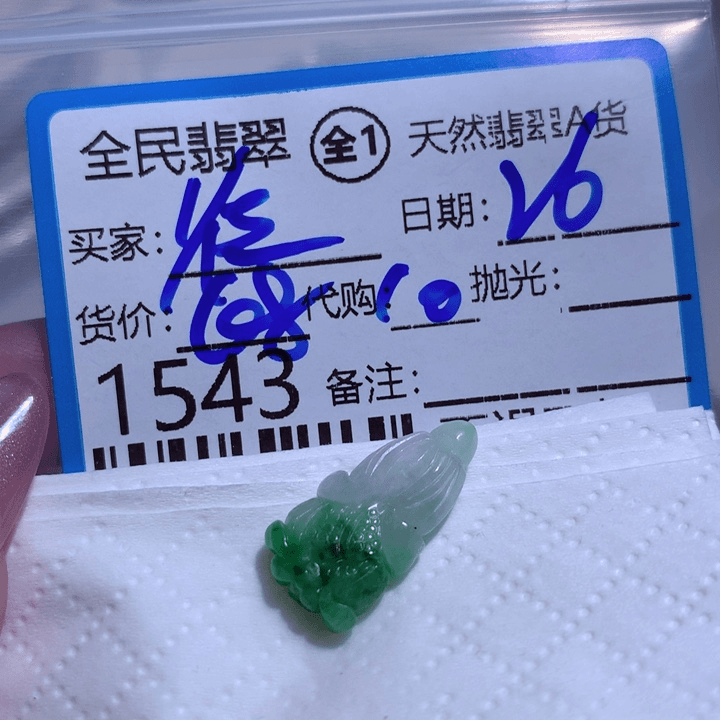 全民翡翠 全1 天然翡翠A货
买家: 日期: 26
货价: 代购: 10 抛光:
1543 备注: